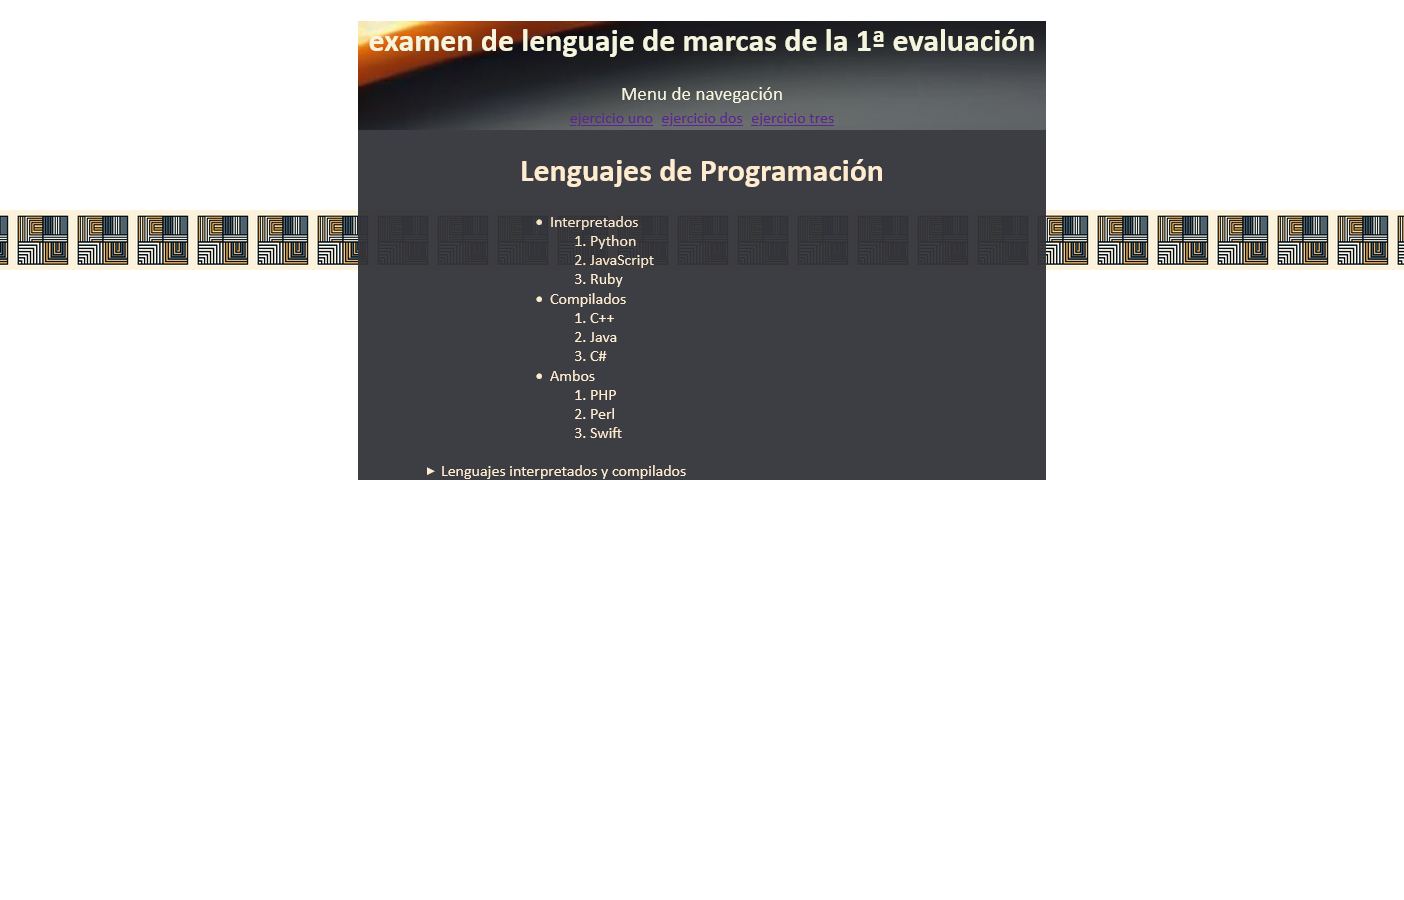 examen de lenguaje de marcas de la 1ª evaluación
Menu de navegación
ejercicio uno ejercicio dos ejercicio tres
Lenguajes de Programación
• Interpretados
1. Python
2. JavaScript
3. Ruby
• Compilados
1. C++
2. Java
3. C#
• Ambos
1. PHP
2. Perl
3. Swift
▶ Lenguajes interpretados y compilados